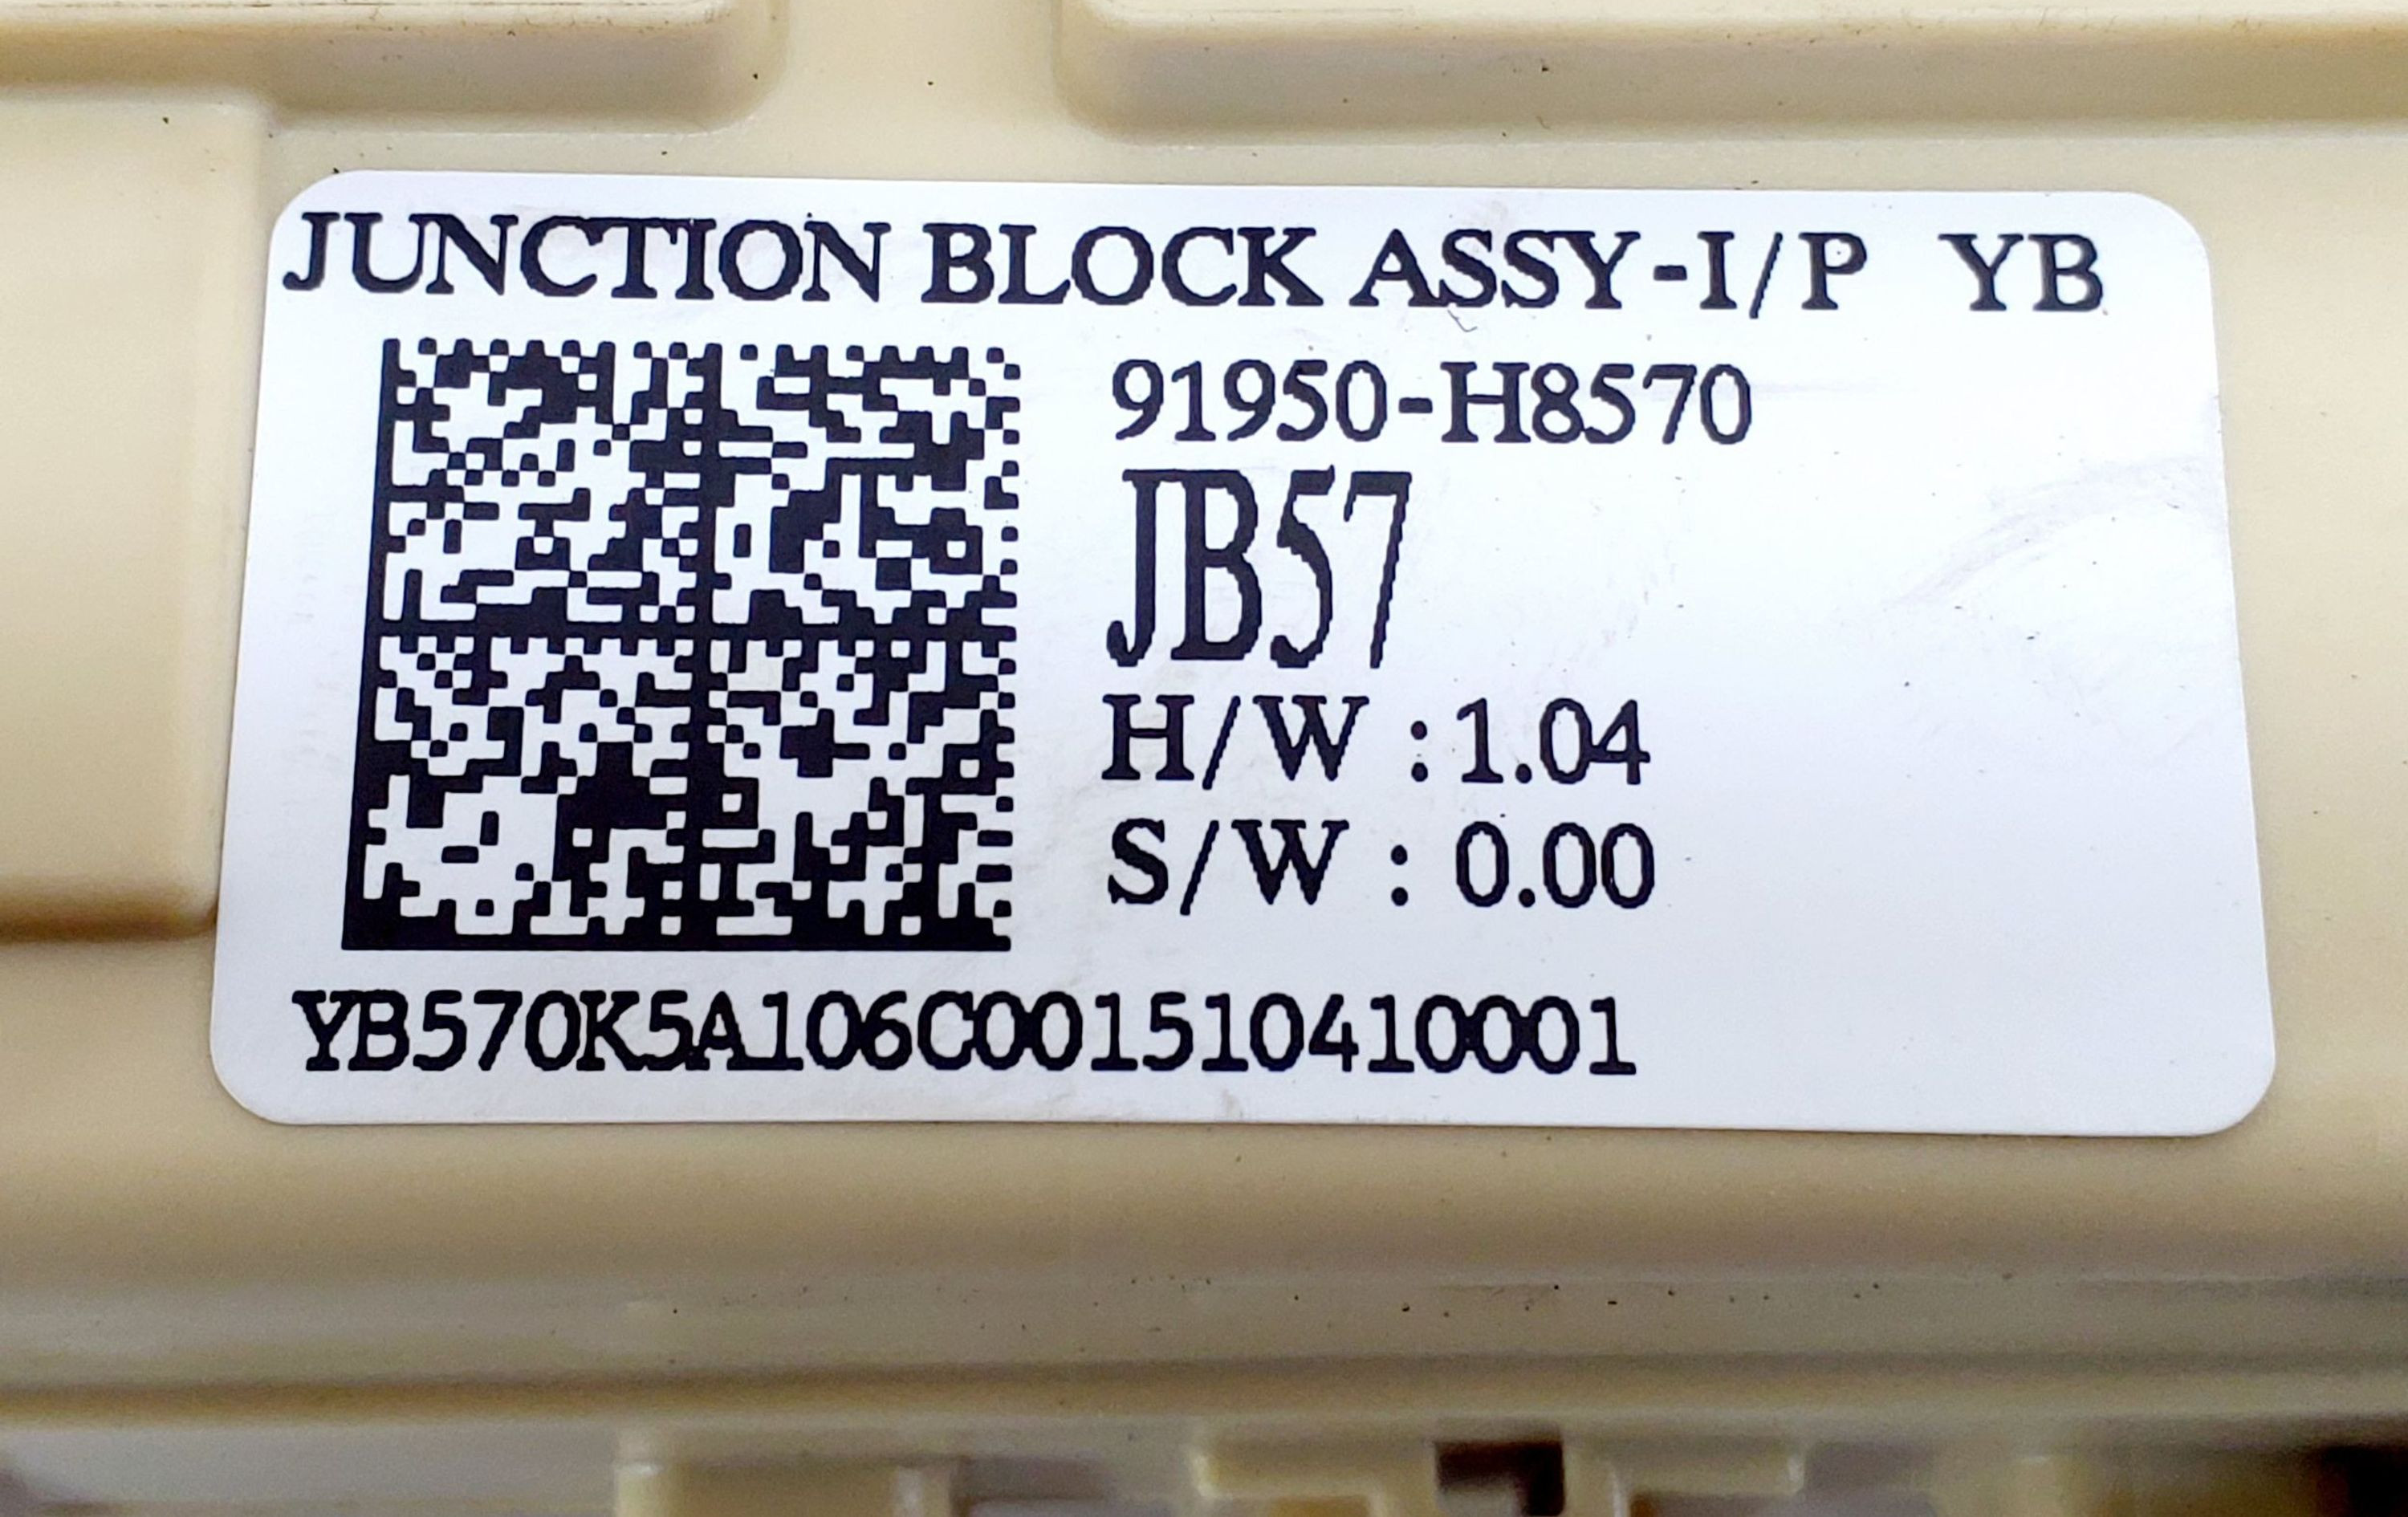 JUNCTION BLOCK ASSY-I/P YB
91950-H8570
JB57
H/W :1.04
S/W : 0.00
YB570K5A106C001510410001